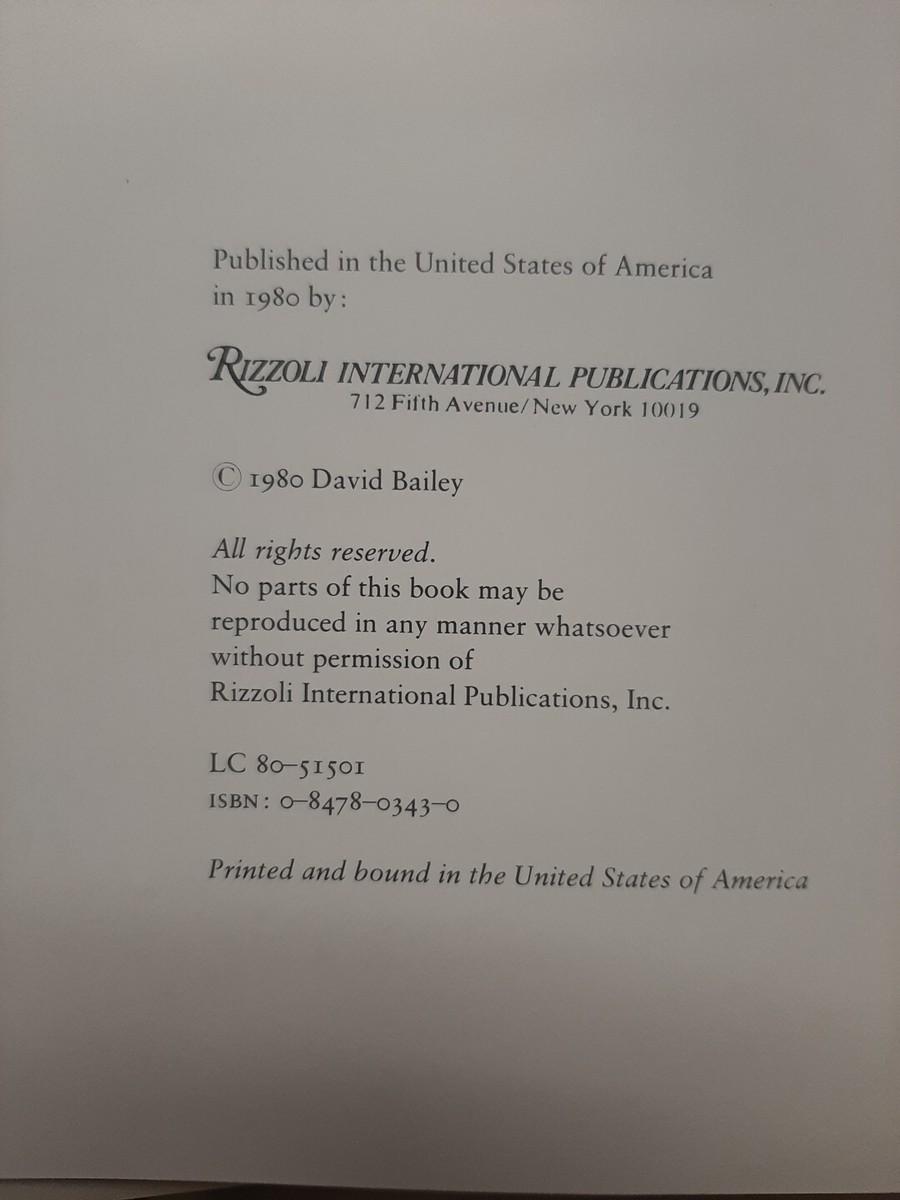 Published in the United States of America
in 1980 by:
RIZZOLI INTERNATIONAL PUBLICATIONS, INC.
712 Fifth Avenue/New York 10019
© 1980 David Bailey
All rights reserved.
No parts of this book may be
reproduced in any manner whatsoever
without permission of
Rizzoli International Publications, Inc.
LC 80–51501
ISBN: 0–8478–0343–0
Printed and bound in the United States of America